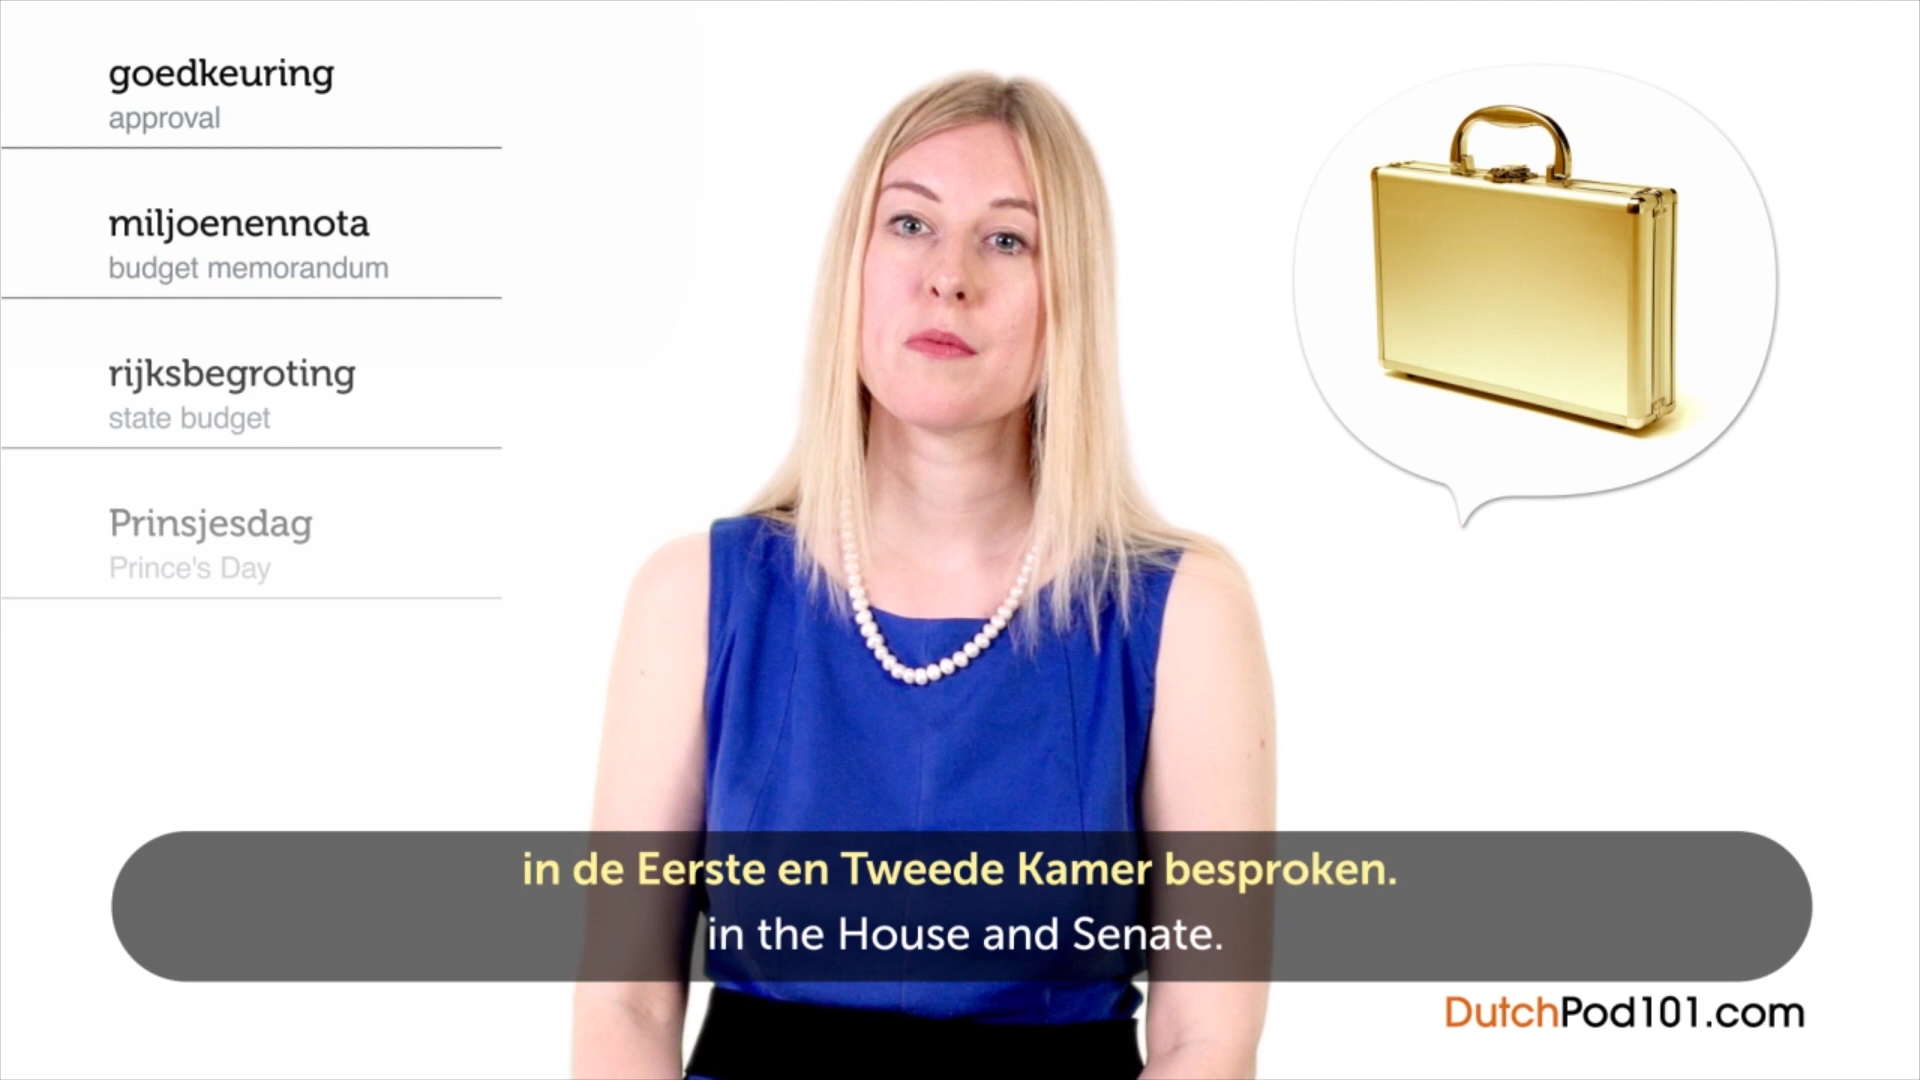 goedkeuring
approval
miljoenennota
budget memorandum
rijksbegroting
state budget
Prinsjesdag
Prince's Day
in de Eerste en Tweede Kamer besproken.
in the House and Senate.
DutchPod101.com